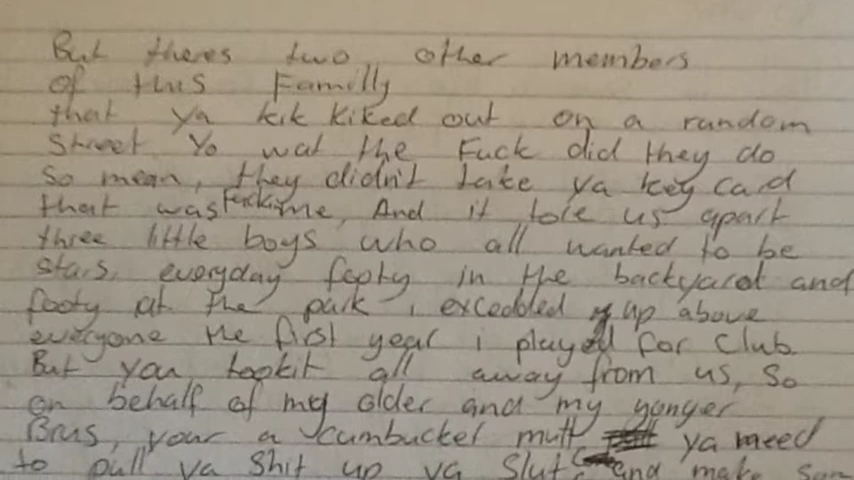 But theres two other members
of this Familly
that ya kik kiked out on a random
Street Yo wat the Fuck did they do
so mean, they didn't take ya key card
that was fucking me, And it tore us apart
three little boys who all wanted to be
stars, everyday footy in the backyard and
footy at the park, i excedded up above
everyone the first year i played for club
But you tookit all away from us, so
on behalf of my older and my yonger
Brus, your a cumbucket mutt ya need
to pull ya shit up ya slut and make